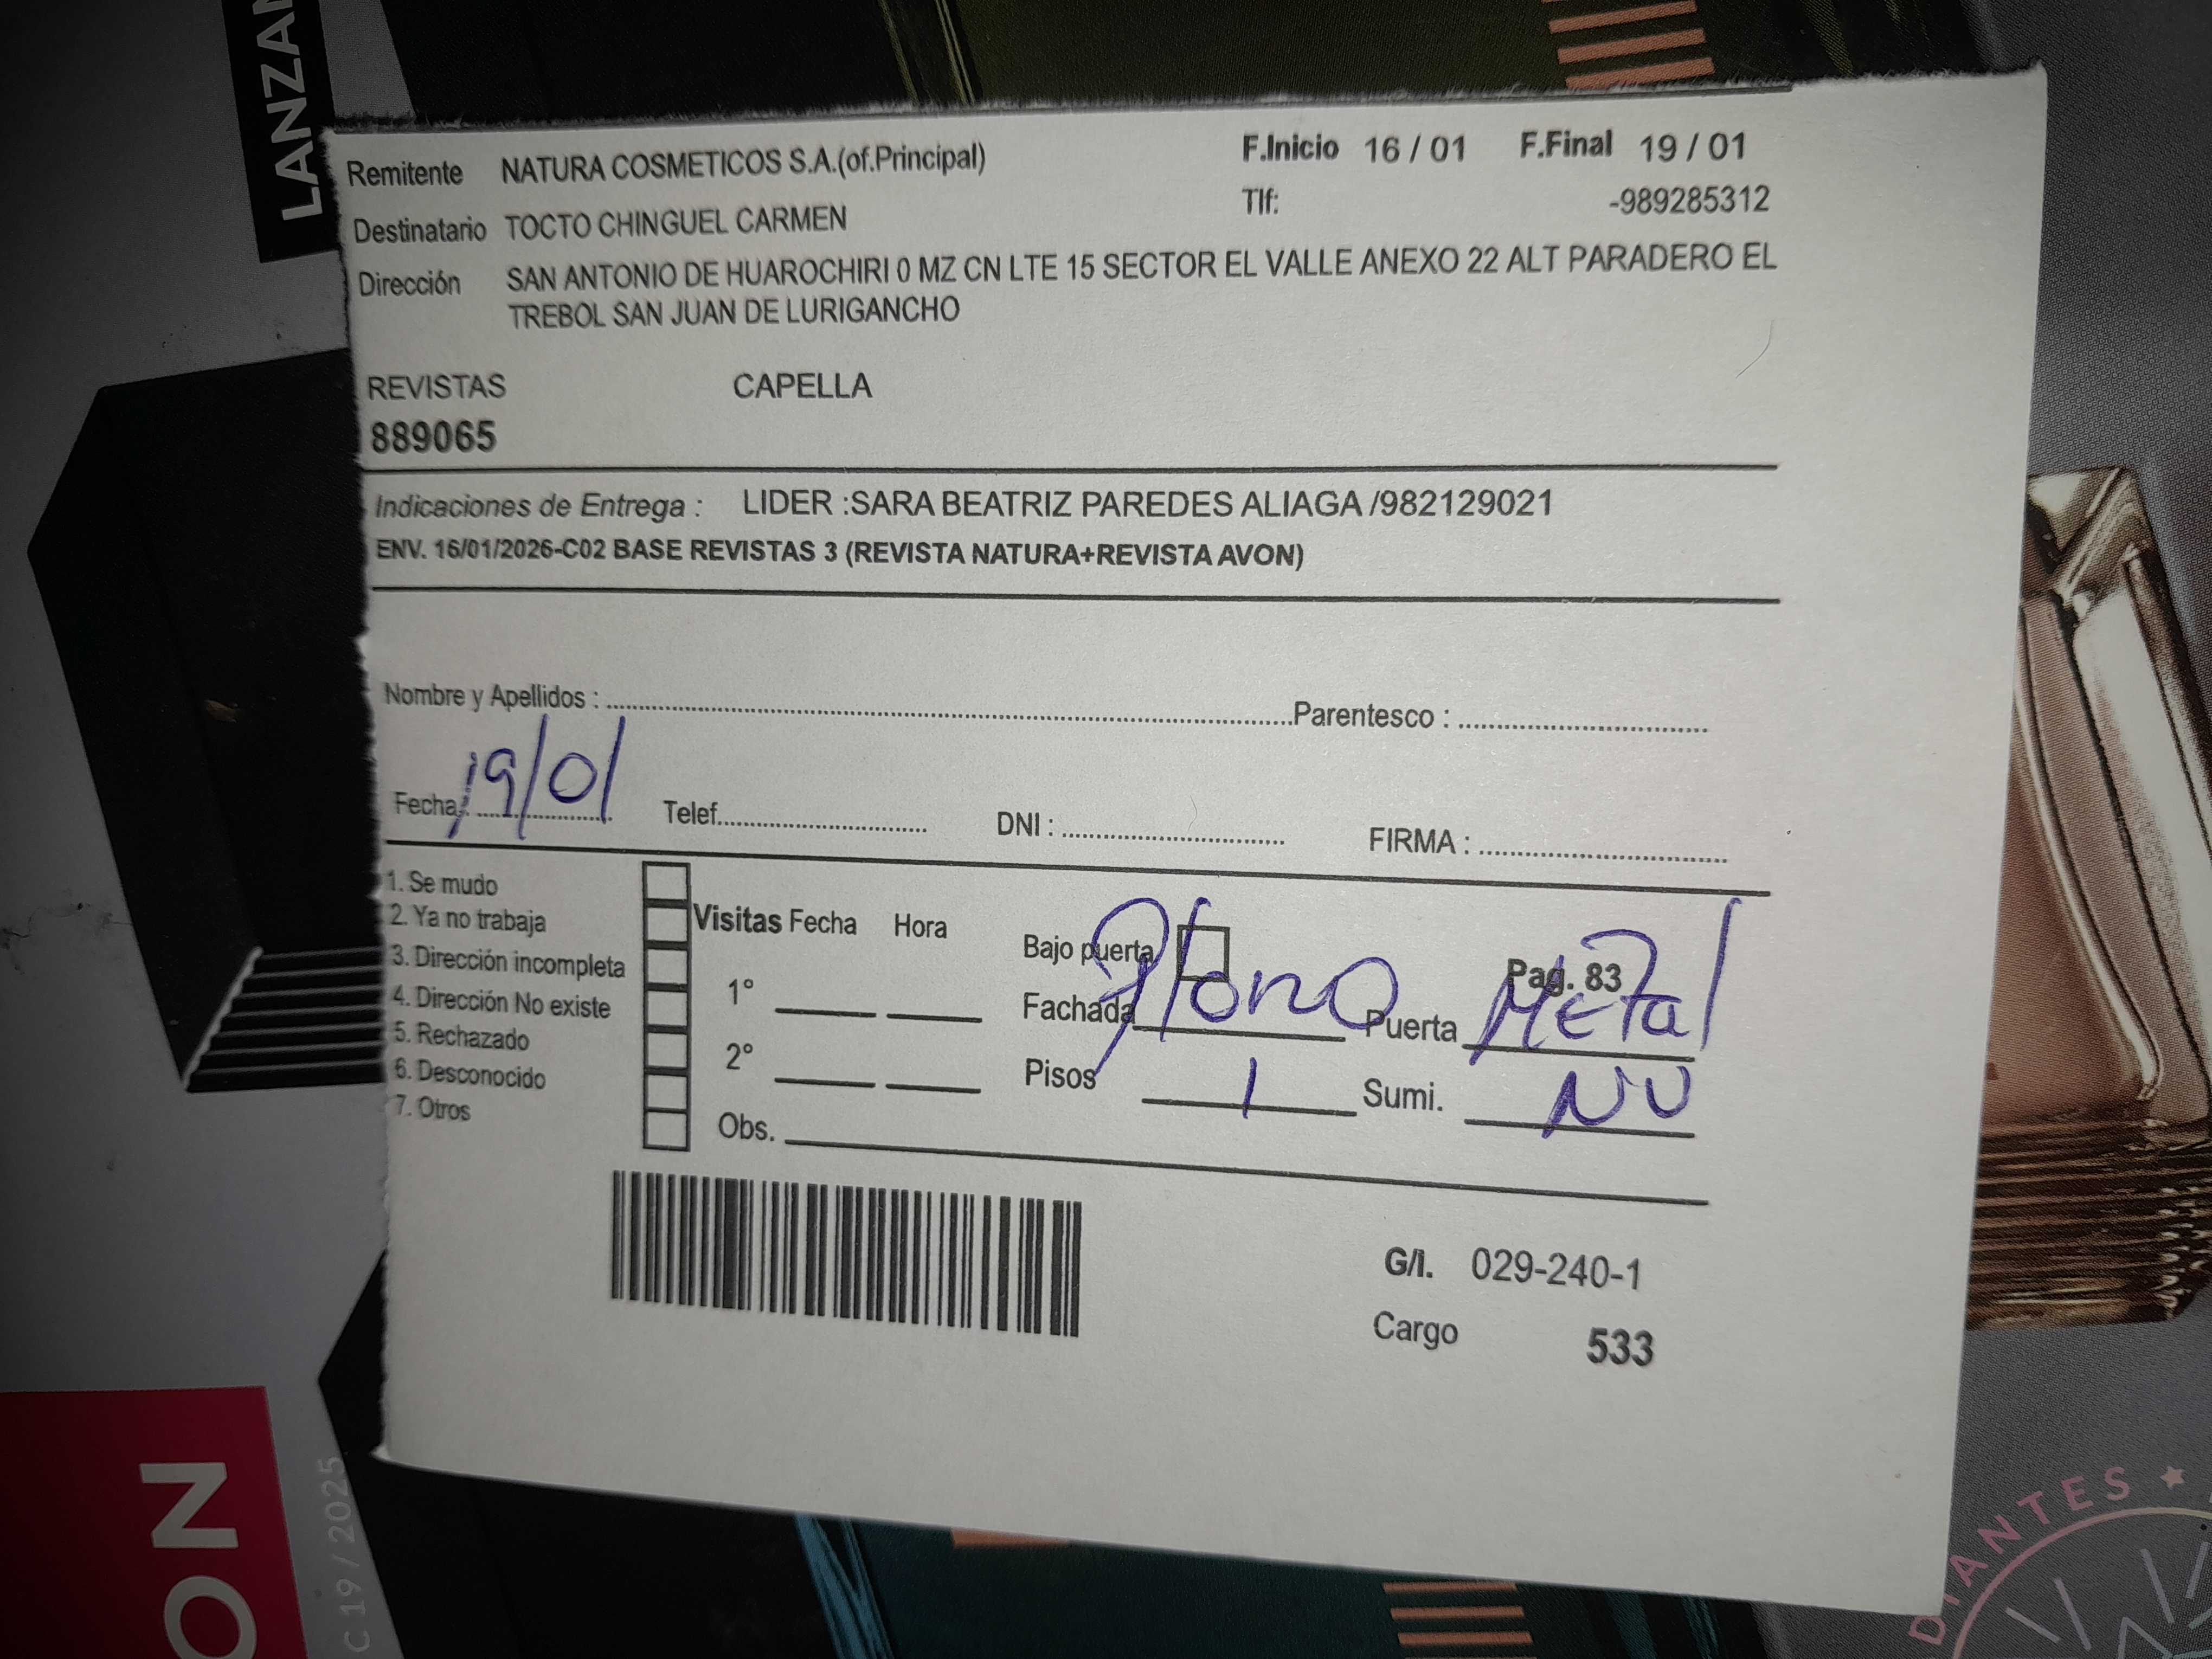 LANZAM
Remitente NATURA COSMETICOS S.A.(of.Principal) F.Inicio 16 / 01 F.Final 19 / 01
Tlf: -989285312
Destinatario TOCTO CHINGUEL CARMEN
Dirección SAN ANTONIO DE HUAROCHIRI 0 MZ CN LTE 15 SECTOR EL VALLE ANEXO 22 ALT PARADERO EL
TREBOL SAN JUAN DE LURIGANCHO
REVISTAS CAPELLA
889065
Indicaciones de Entrega : LIDER :SARA BEATRIZ PAREDES ALIAGA /982129021
ENV. 16/01/2026-C02 BASE REVISTAS 3 (REVISTA NATURA+REVISTA AVON)
Nombre y Apellidos : Parentesco :
Fecha: 19/01 Telef. DNI : FIRMA :
1. Se mudo
2. Ya no trabaja
3. Dirección incompleta
4. Dirección No existe
5. Rechazado
6. Desconocido
7. Otros
Visitas Fecha Hora
1°
2°
Obs.
Bajo puerta Pag. 83
Fachada Puerta Metal
Pisos 1 Sumi. NU
G/I. 029-240-1
Cargo 533
ON
C 19 / 2025
DIANTES